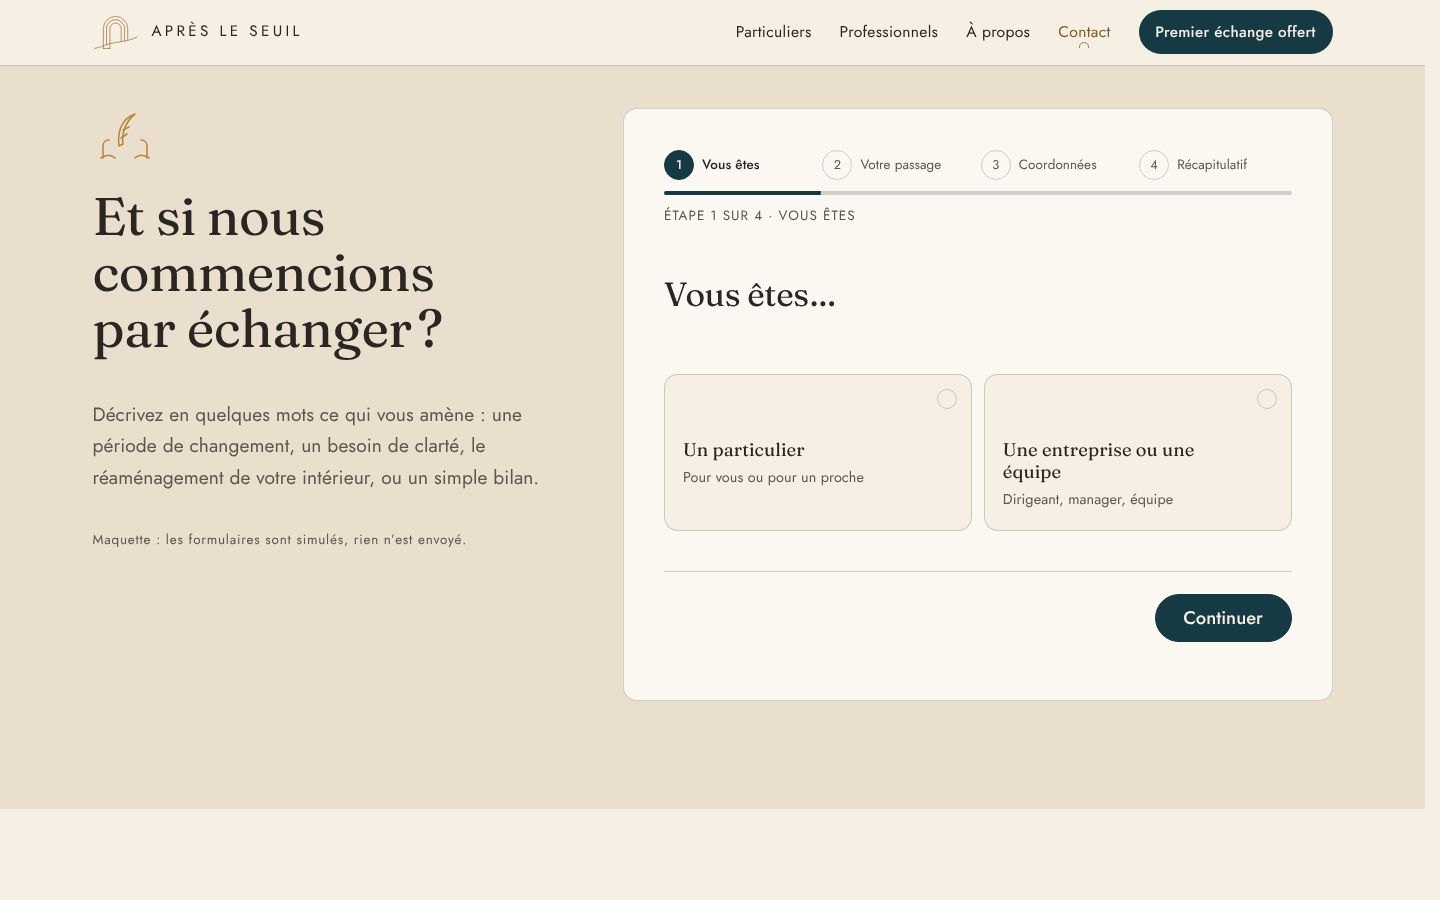 APRÈS LE SEUIL
Particuliers
Professionnels
À propos
Contact
Premier échange offert
Et si nous
commencions
par échanger ?
Décrivez en quelques mots ce qui vous amène : une
période de changement, un besoin de clarté, le
réaménagement de votre intérieur, ou un simple bilan.
Maquette : les formulaires sont simulés, rien n’est envoyé.
1 Vous êtes
2 Votre passage
3 Coordonnées
4 Récapitulatif
ÉTAPE 1 SUR 4 · VOUS ÊTES
Vous êtes…
Un particulier
Pour vous ou pour un proche
Une entreprise ou une
équipe
Dirigeant, manager, équipe
Continuer